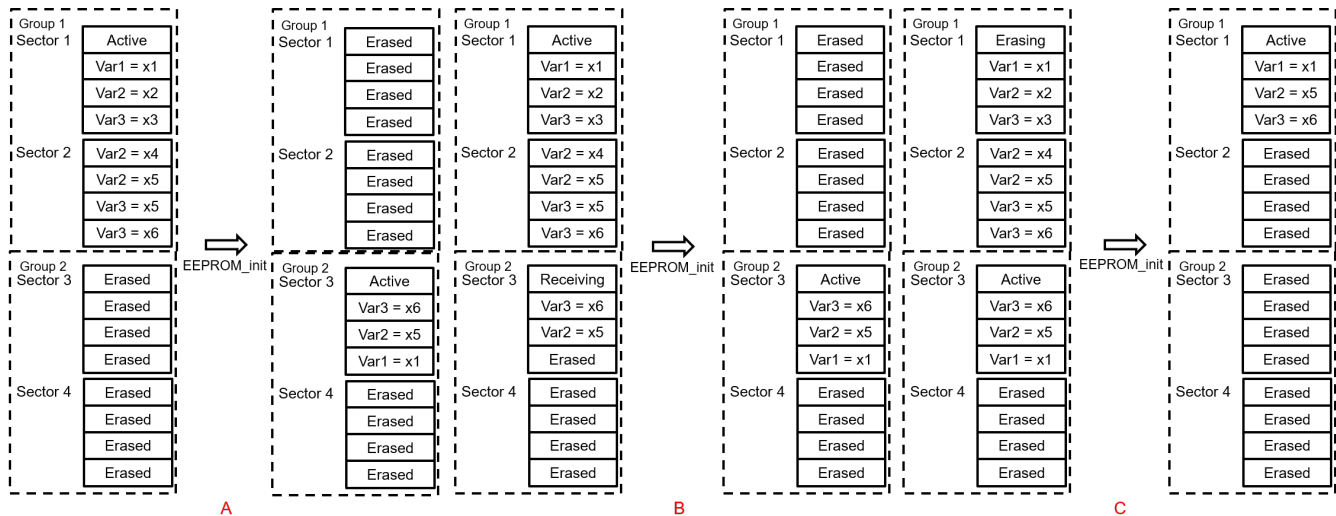 Group 1
Sector 1
Active
Var1 = x1
Var2 = x2
Var3 = x3
Sector 2
Var2 = x4
Var2 = x5
Var3 = x5
Var3 = x6
Group 2
Sector 3
Erased
Erased
Erased
Erased
Sector 4
Erased
Erased
Erased
Erased
EEPROM_init
A
Group 1
Sector 1
Erased
Erased
Erased
Erased
Sector 2
Erased
Erased
Erased
Erased
Group 2
Sector 3
Active
Var3 = x6
Var2 = x5
Var1 = x1
Sector 4
Erased
Erased
Erased
Erased
Group 1
Sector 1
Active
Var1 = x1
Var2 = x2
Var3 = x3
Sector 2
Var2 = x4
Var2 = x5
Var3 = x5
Var3 = x6
Group 2
Sector 3
Receiving
Var3 = x6
Var2 = x5
Erased
Sector 4
Erased
Erased
Erased
Erased
EEPROM_init
B
Group 1
Sector 1
Erased
Erased
Erased
Erased
Sector 2
Erased
Erased
Erased
Erased
Group 2
Sector 3
Active
Var3 = x6
Var2 = x5
Var1 = x1
Sector 4
Erased
Erased
Erased
Erased
Group 1
Sector 1
Erasing
Var1 = x1
Var2 = x2
Var3 = x3
Sector 2
Var2 = x4
Var2 = x5
Var3 = x5
Var3 = x6
Group 2
Sector 3
Active
Var3 = x6
Var2 = x5
Var1 = x1
Sector 4
Erased
Erased
Erased
Erased
EEPROM_init
C
Group 1
Sector 1
Active
Var1 = x1
Var2 = x5
Var3 = x6
Sector 2
Erased
Erased
Erased
Erased
Group 2
Sector 3
Erased
Erased
Erased
Erased
Sector 4
Erased
Erased
Erased
Erased